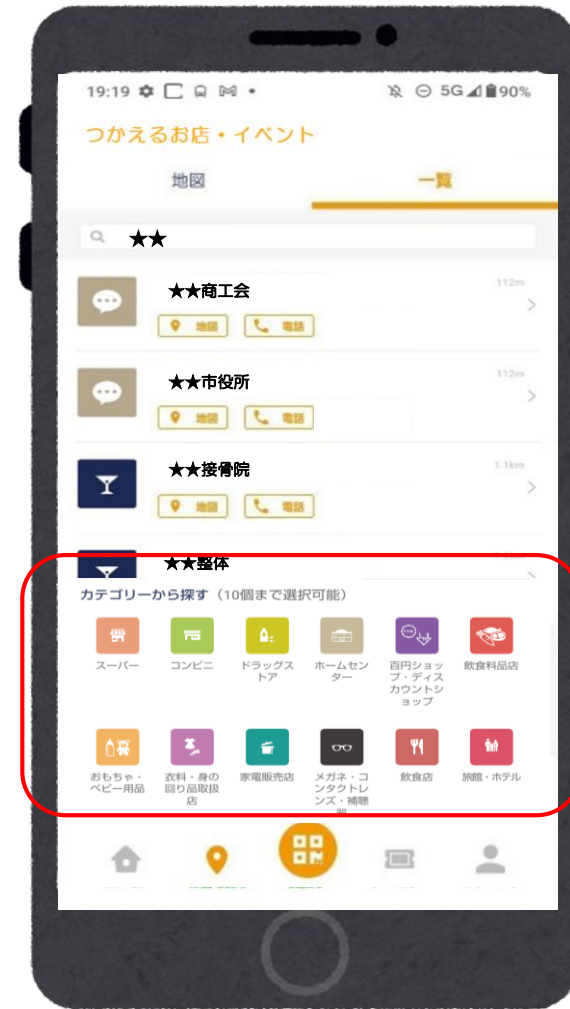 19:19
5G 90%
つかえるお店・イベント
地図
一覧
★★
★★商工会
112m
地図
電話
★★市役所
112m
地図
電話
★★接骨院
1.1km
地図
電話
★★整体
カテゴリーから探す（10個まで選択可能）
スーパー
コンビニ
ドラッグス
トア
ホームセン
ター
百円ショッ
プ・ディス
カウントシ
ョップ
飲食料品店
おもちゃ・
ベビー用品
衣料・身の
回り品取扱
店
家電販売店
メガネ・コ
ンタクトレ
ンズ・補聴
飲食店
旅館・ホテル